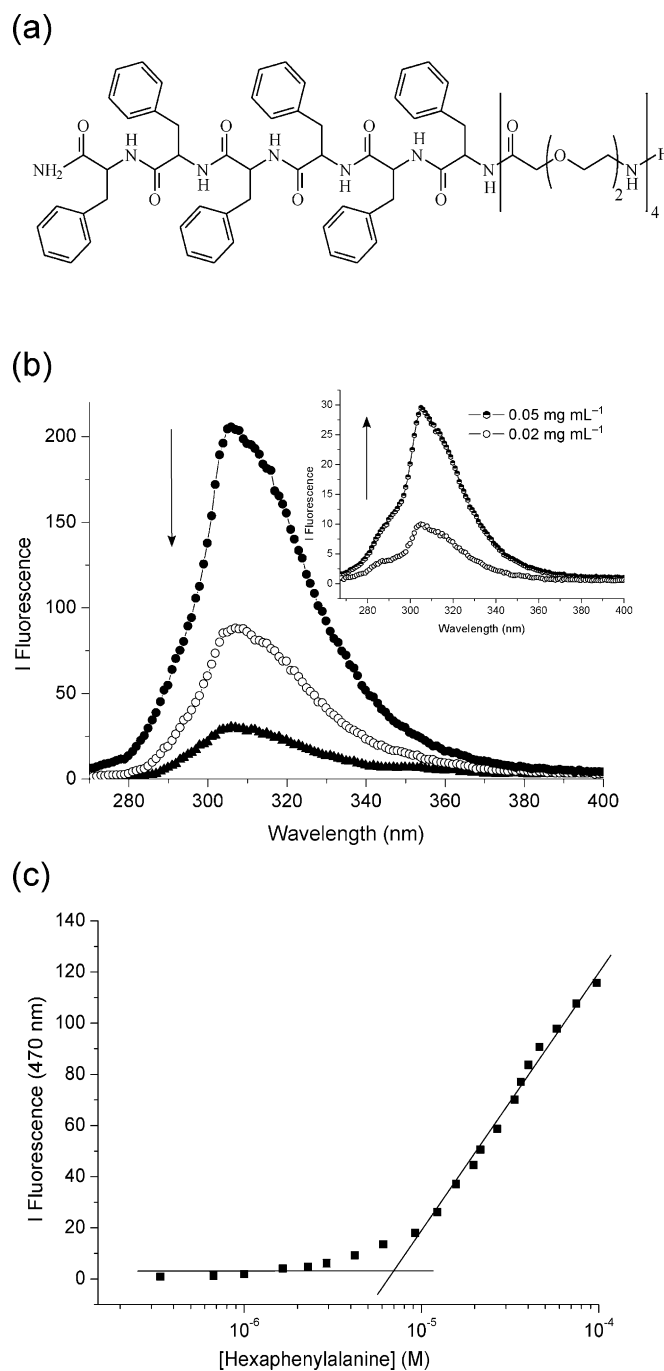 (a)
O
O
O
O
H
H
H
O
NH2
N
N
N
N
N
N
N
H
H
H
H
O
O
O
2
4
(b)
200
150
100
50
0
I Fluorescence
280 300 320 340 360 380 400
Wavelength (nm)
30
25
20
15
10
5
0
I Fluorescence
0.05 mg mL–1
0.02 mg mL–1
280 300 320 340 360 380 400
Wavelength (nm)
(c)
140
120
100
80
60
40
20
0
I Fluorescence (470 nm)
10-6 10-5 10-4
[Hexaphenylalanine] (M)